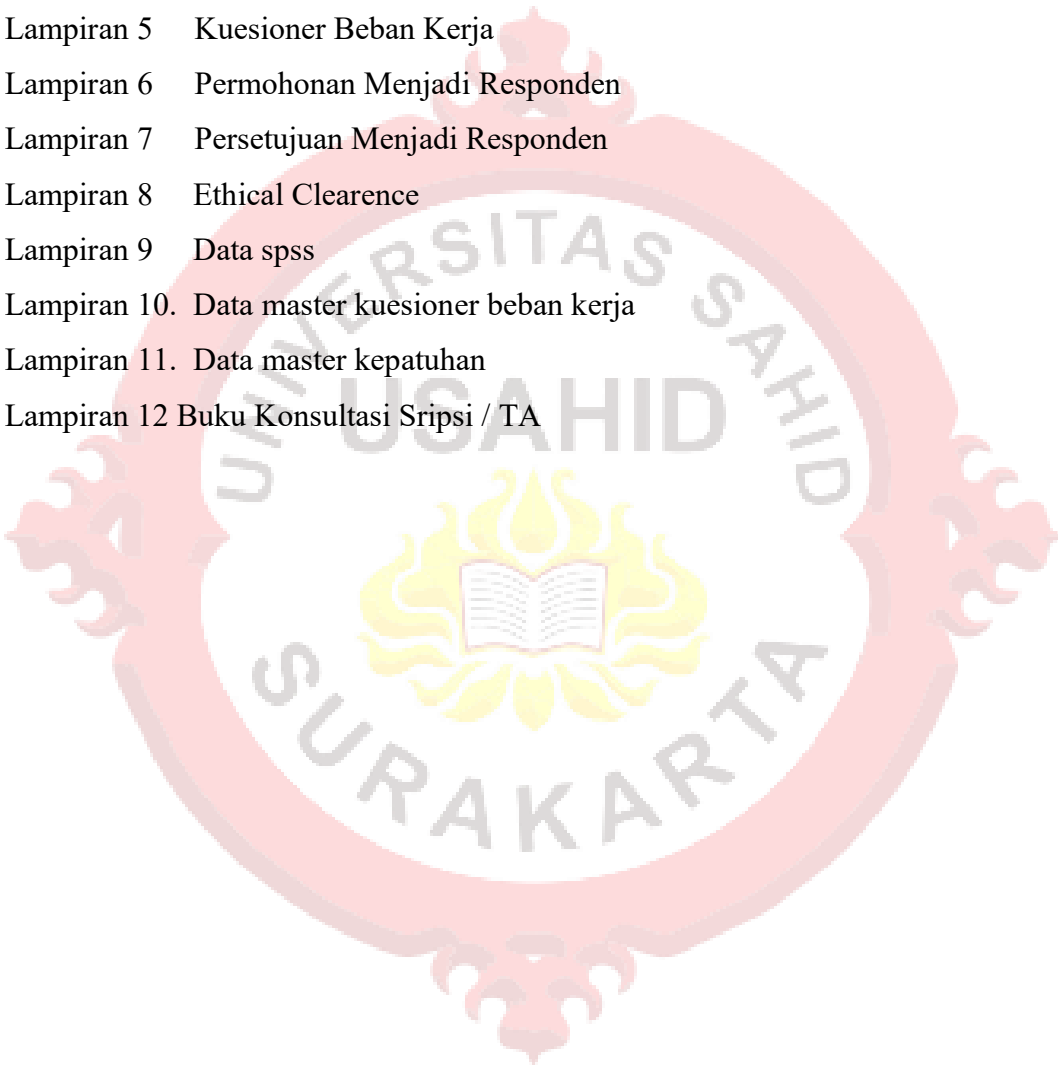 Lampiran 5 Kuesioner Beban Kerja
Lampiran 6 Permohonan Menjadi Responden
Lampiran 7 Persetujuan Menjadi Responden
Lampiran 8 Ethical Clearence
Lampiran 9 Data spss
Lampiran 10. Data master kuesioner beban kerja
Lampiran 11. Data master kepatuhan
Lampiran 12 Buku Konsultasi Sripsi / TA
UNIVERSITAS SAHID
USAHID
SURAKARTA